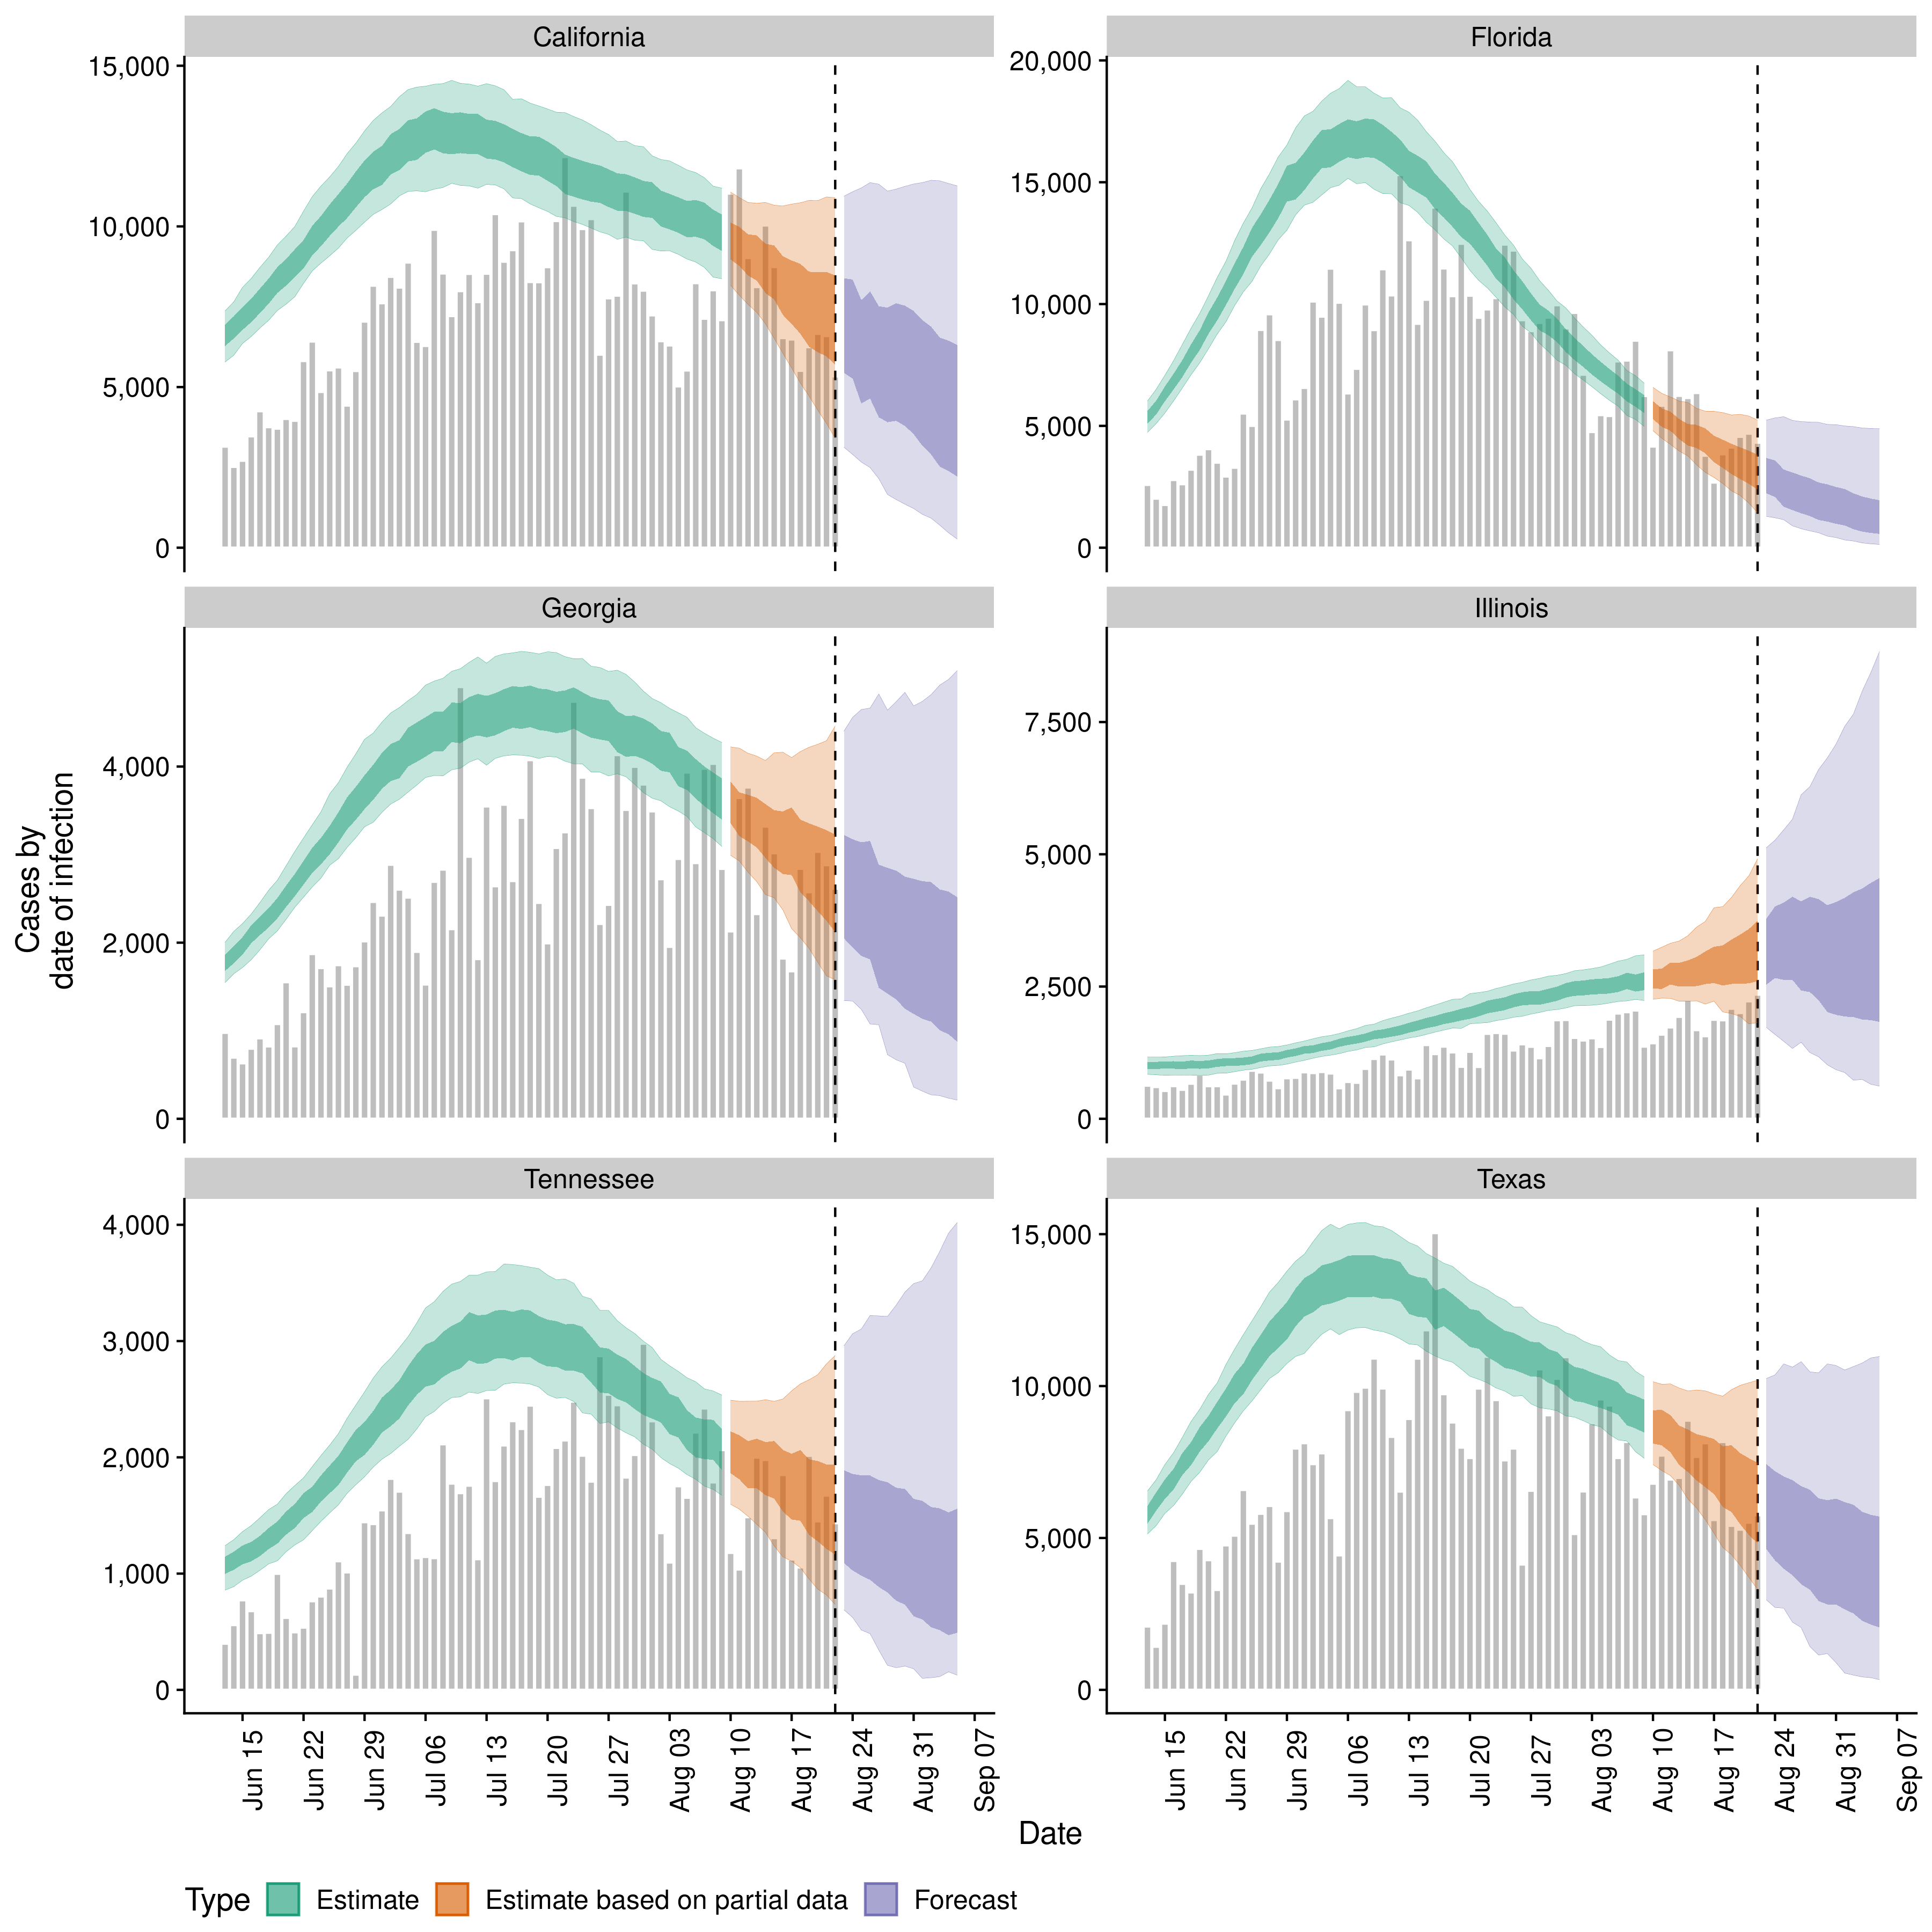 California
Florida
15,000
10,000
5,000
0
20,000
15,000
10,000
5,000
0
Georgia
Illinois
4,000
2,000
0
7,500
5,000
2,500
0
Tennessee
Texas
4,000
3,000
2,000
1,000
0
15,000
10,000
5,000
0
Cases by
date of infection
Jun 15
Jun 22
Jun 29
Jul 06
Jul 13
Jul 20
Jul 27
Aug 03
Aug 10
Aug 17
Aug 24
Aug 31
Sep 07
Jun 15
Jun 22
Jun 29
Jul 06
Jul 13
Jul 20
Jul 27
Aug 03
Aug 10
Aug 17
Aug 24
Aug 31
Sep 07
Date
Type Estimate Estimate based on partial data Forecast